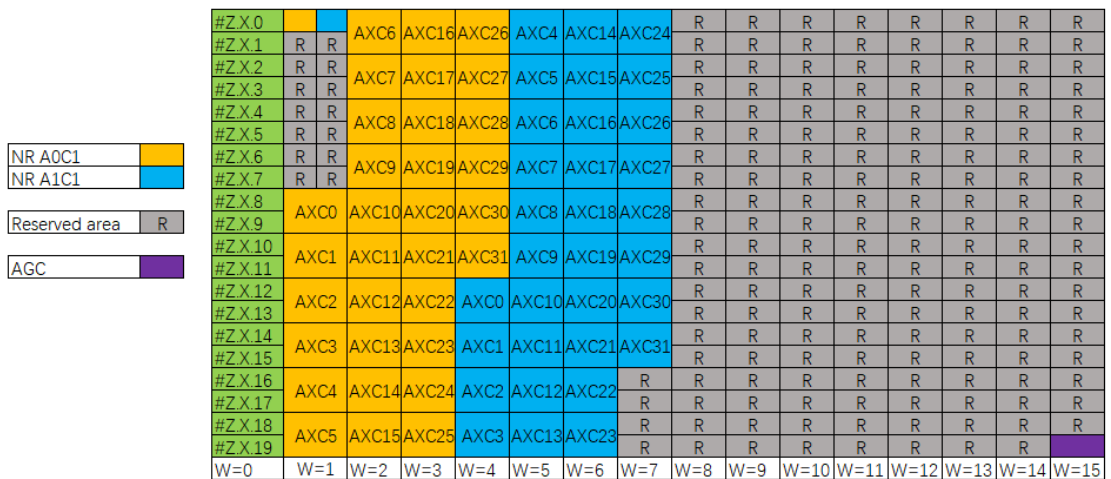 NR A0C1
NR A1C1
Reserved area R
AGC
#Z.X.0 AXC6 AXC16 AXC26 AXC4 AXC14 AXC24 R R R R R R R R
#Z.X.1 R R R R R R R R R R
#Z.X.2 R R AXC7 AXC17 AXC27 AXC5 AXC15 AXC25 R R R R R R R R
#Z.X.3 R R R R R R R R R R
#Z.X.4 R R AXC8 AXC18 AXC28 AXC6 AXC16 AXC26 R R R R R R R R
#Z.X.5 R R R R R R R R R R
#Z.X.6 R R AXC9 AXC19 AXC29 AXC7 AXC17 AXC27 R R R R R R R R
#Z.X.7 R R R R R R R R R R
#Z.X.8 AXC0 AXC10 AXC20 AXC30 AXC8 AXC18 AXC28 R R R R R R R R
#Z.X.9 R R R R R R R R
#Z.X.10 AXC1 AXC11 AXC21 AXC31 AXC9 AXC19 AXC29 R R R R R R R R
#Z.X.11 R R R R R R R R
#Z.X.12 AXC2 AXC12 AXC22 AXC0 AXC10 AXC20 AXC30 R R R R R R R R
#Z.X.13 R R R R R R R R
#Z.X.14 AXC3 AXC13 AXC23 AXC1 AXC11 AXC21 AXC31 R R R R R R R R
#Z.X.15 R R R R R R R R
#Z.X.16 AXC4 AXC14 AXC24 AXC2 AXC12 AXC22 R R R R R R R R R
#Z.X.17 R R R R R R R R R
#Z.X.18 AXC5 AXC15 AXC25 AXC3 AXC13 AXC23 R R R R R R R R R
#Z.X.19 R R R R R R R R
W=0 W=1 W=2 W=3 W=4 W=5 W=6 W=7 W=8 W=9 W=10 W=11 W=12 W=13 W=14 W=15